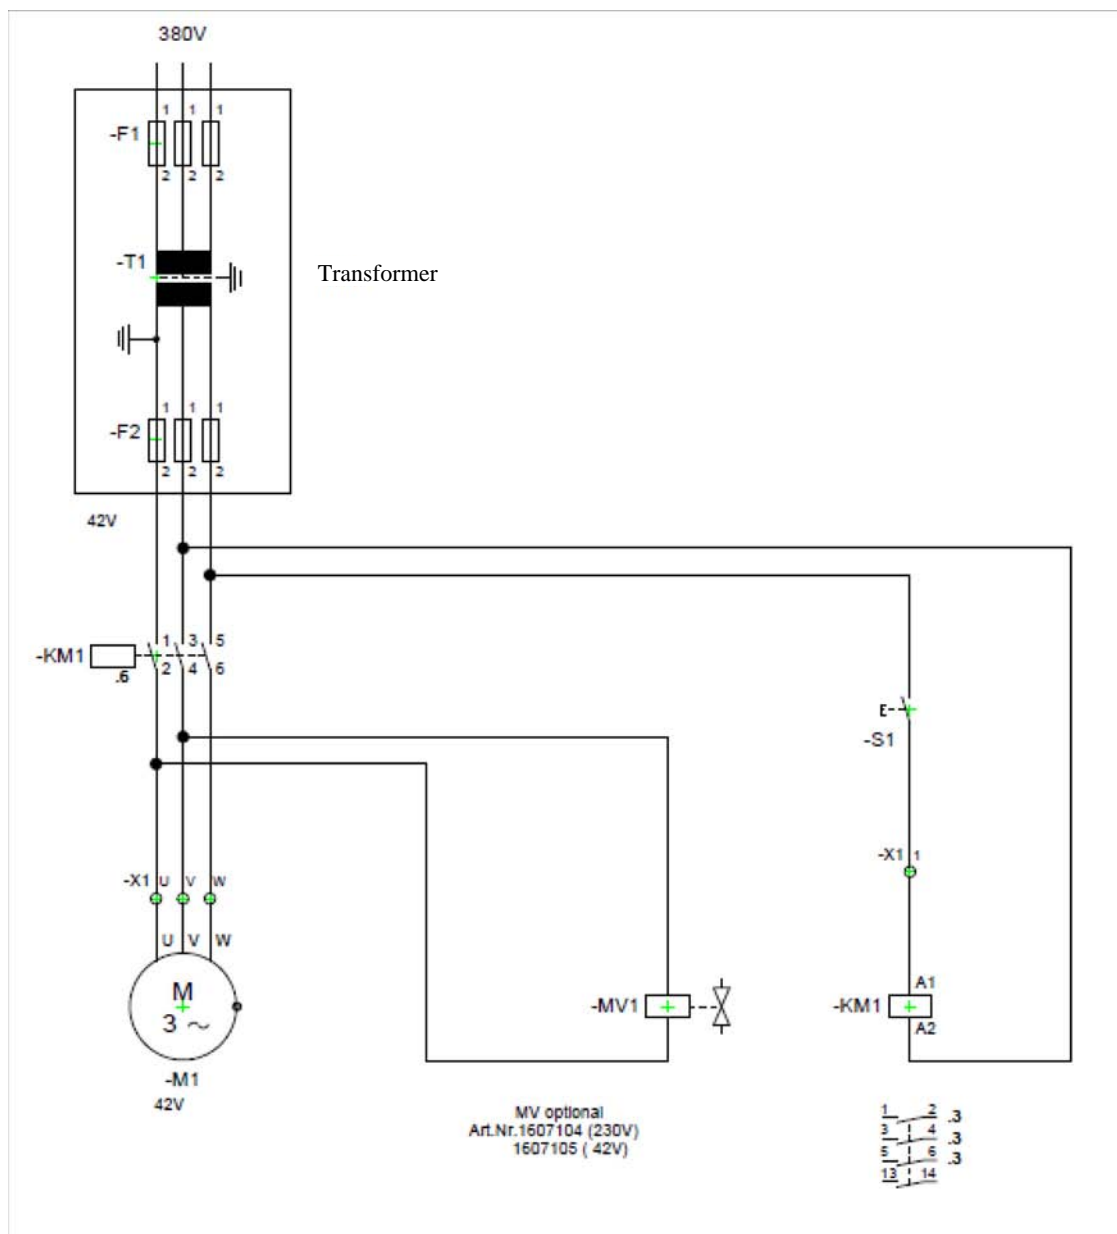 380V
1 1 1
-F1
2 2 2
-T1
Transformer
1 1 1
-F2
2 2 2
42V
1 3 5
-KM1
2 4 6
.6
E
-S1
-X1 1
-X1 U V W
U V W
M
3 ~
-M1
42V
-MV1
A1
-KM1
A2
MV optional
Art.Nr.1607104 (230V)
1607105 ( 42V)
1 2 .3
3 4 .3
5 6 .3
13 14